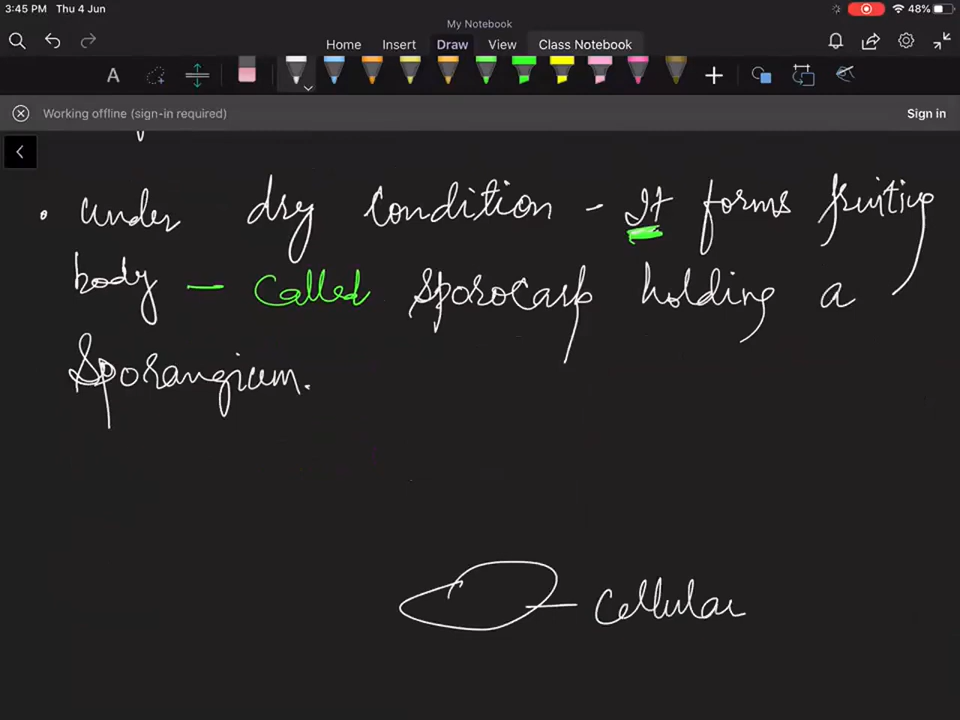 3:45 PM Thu 4 Jun
48%
My Notebook
Home Insert Draw View Class Notebook
A
Working offline (sign-in required) Sign in
• under dry condition - It forms fruiting
body — called sporocarp holding a
Sporangium.
cellular